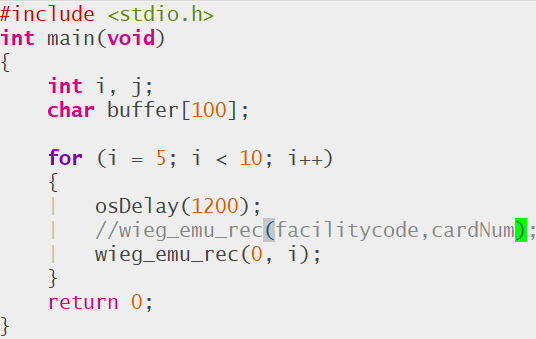 #include <stdio.h>
int main(void)
{
    int i, j;
    char buffer[100];

    for (i = 5; i < 10; i++)
    {
        osDelay(1200);
        //wieg_emu_rec(facilitycode,cardNum);
        wieg_emu_rec(0, i);
    }
    return 0;
}